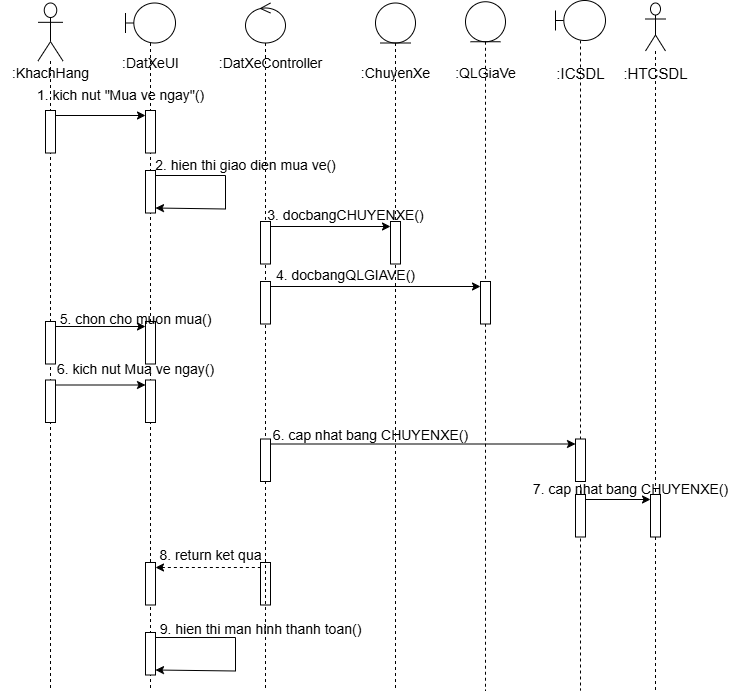 :KhachHang
:DatXeUI
:DatXeController
:ChuyenXe
:QLGiaVe
:ICSDL
:HTCSDL
1. kich nut "Mua ve ngay"()
2. hien thi giao dien mua ve()
3. docbangCHUYENXE()
4. docbangQLGIAVE()
5. chon cho muon mua()
6. kich nut Mua ve ngay()
6. cap nhat bang CHUYENXE()
7. cap nhat bang CHUYENXE()
8. return ket qua
9. hien thi man hinh thanh toan()